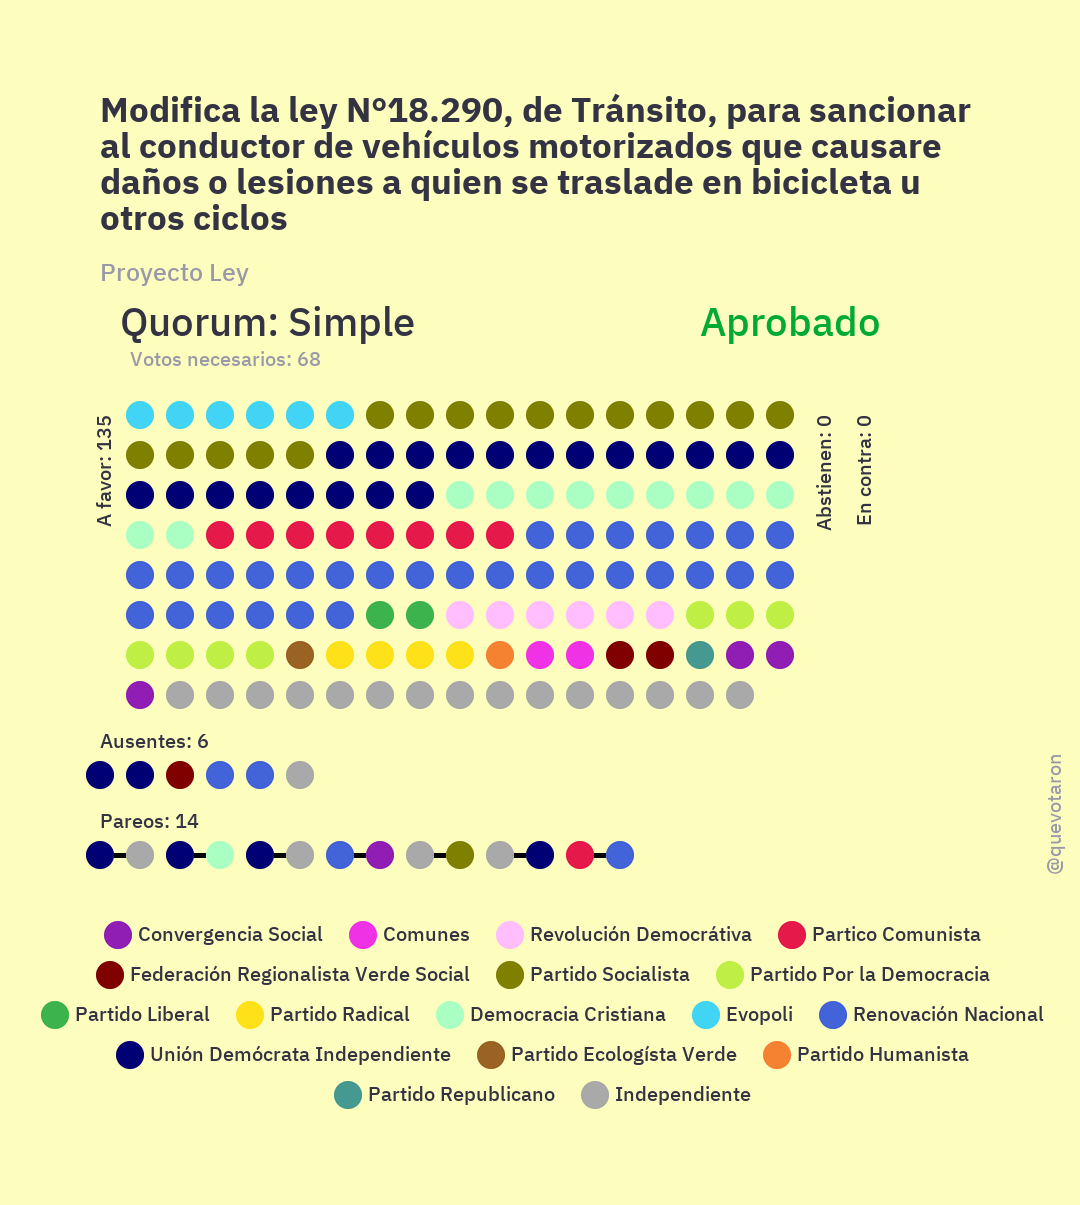 Modifica la ley Nº18.290, de Tránsito, para sancionar
al conductor de vehículos motorizados que causare
daños o lesiones a quien se traslade en bicicleta u
otros ciclos
Proyecto Ley
Quorum: Simple
Aprobado
Votos necesarios: 68
A favor: 135
Abstienen: 0
En contra: 0
Ausentes: 6
Pareos: 14
@quevotaron
Convergencia Social
Comunes
Revolución Democrátiva
Partico Comunista
Federación Regionalista Verde Social
Partido Socialista
Partido Por la Democracia
Partido Liberal
Partido Radical
Democracia Cristiana
Evopoli
Renovación Nacional
Unión Demócrata Independiente
Partido Ecologísta Verde
Partido Humanista
Partido Republicano
Independiente